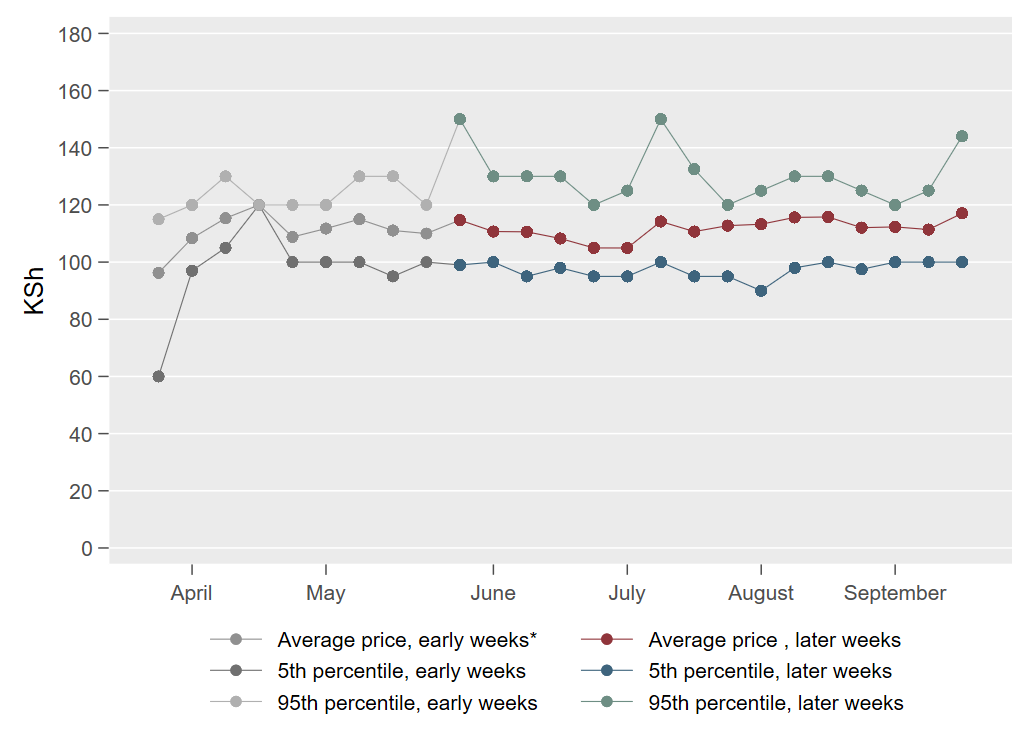 180
160
140
120
100
80
60
40
20
0
KSh
April May June July August September
Average price, early weeks* Average price , later weeks
5th percentile, early weeks 5th percentile, later weeks
95th percentile, early weeks 95th percentile, later weeks